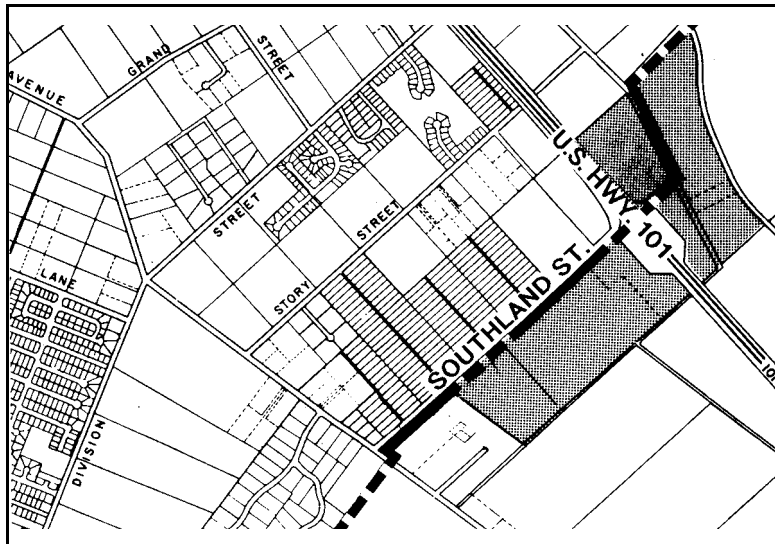 AVENUE
GRAND
STREET
STREET
STREET
STORY
LANE
DIVISION
U.S. HWY. 101
SOUTHLAND ST.
101